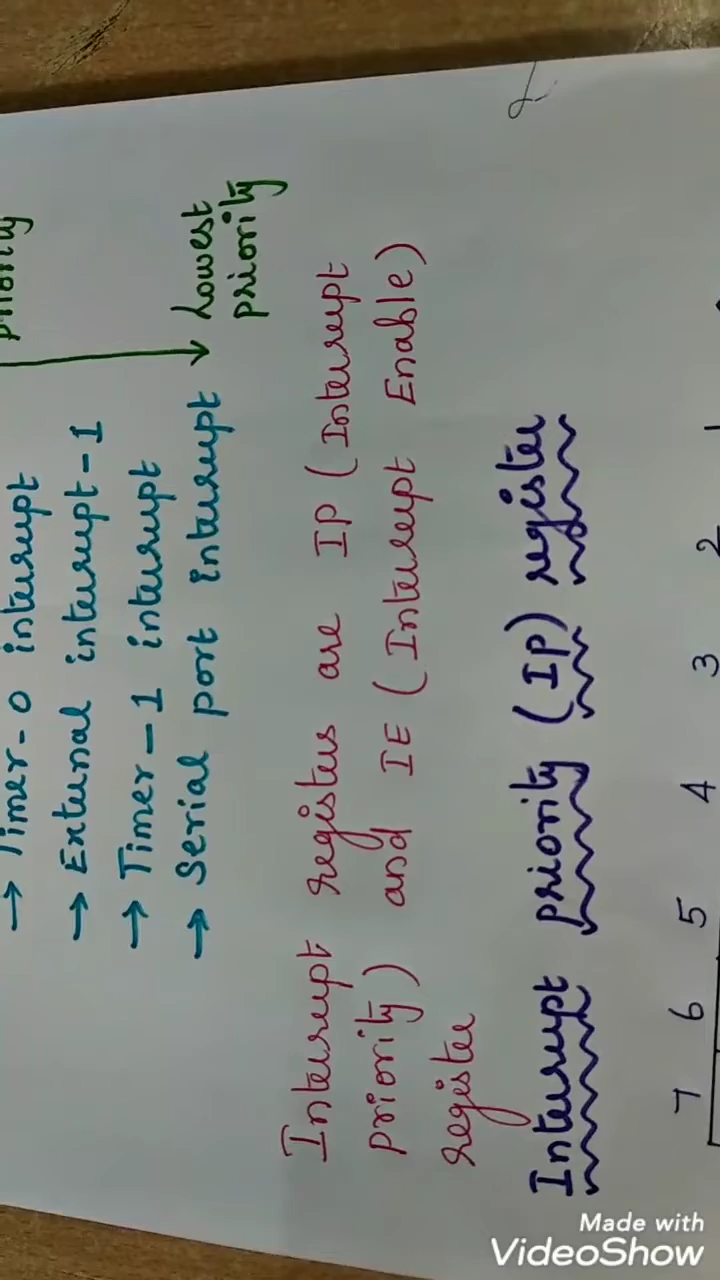 priority
→ Timer-0 interrupt
→ External interrupt-1
→ Timer-1 interrupt
→ Serial port interrupt
Lowest
priority
Interrupt registers are IP (Interrupt
priority) and IE (Interrupt Enable)
register
Interrupt priority (IP) register
7 6 5 4 3 2 1
Made with
VideoShow